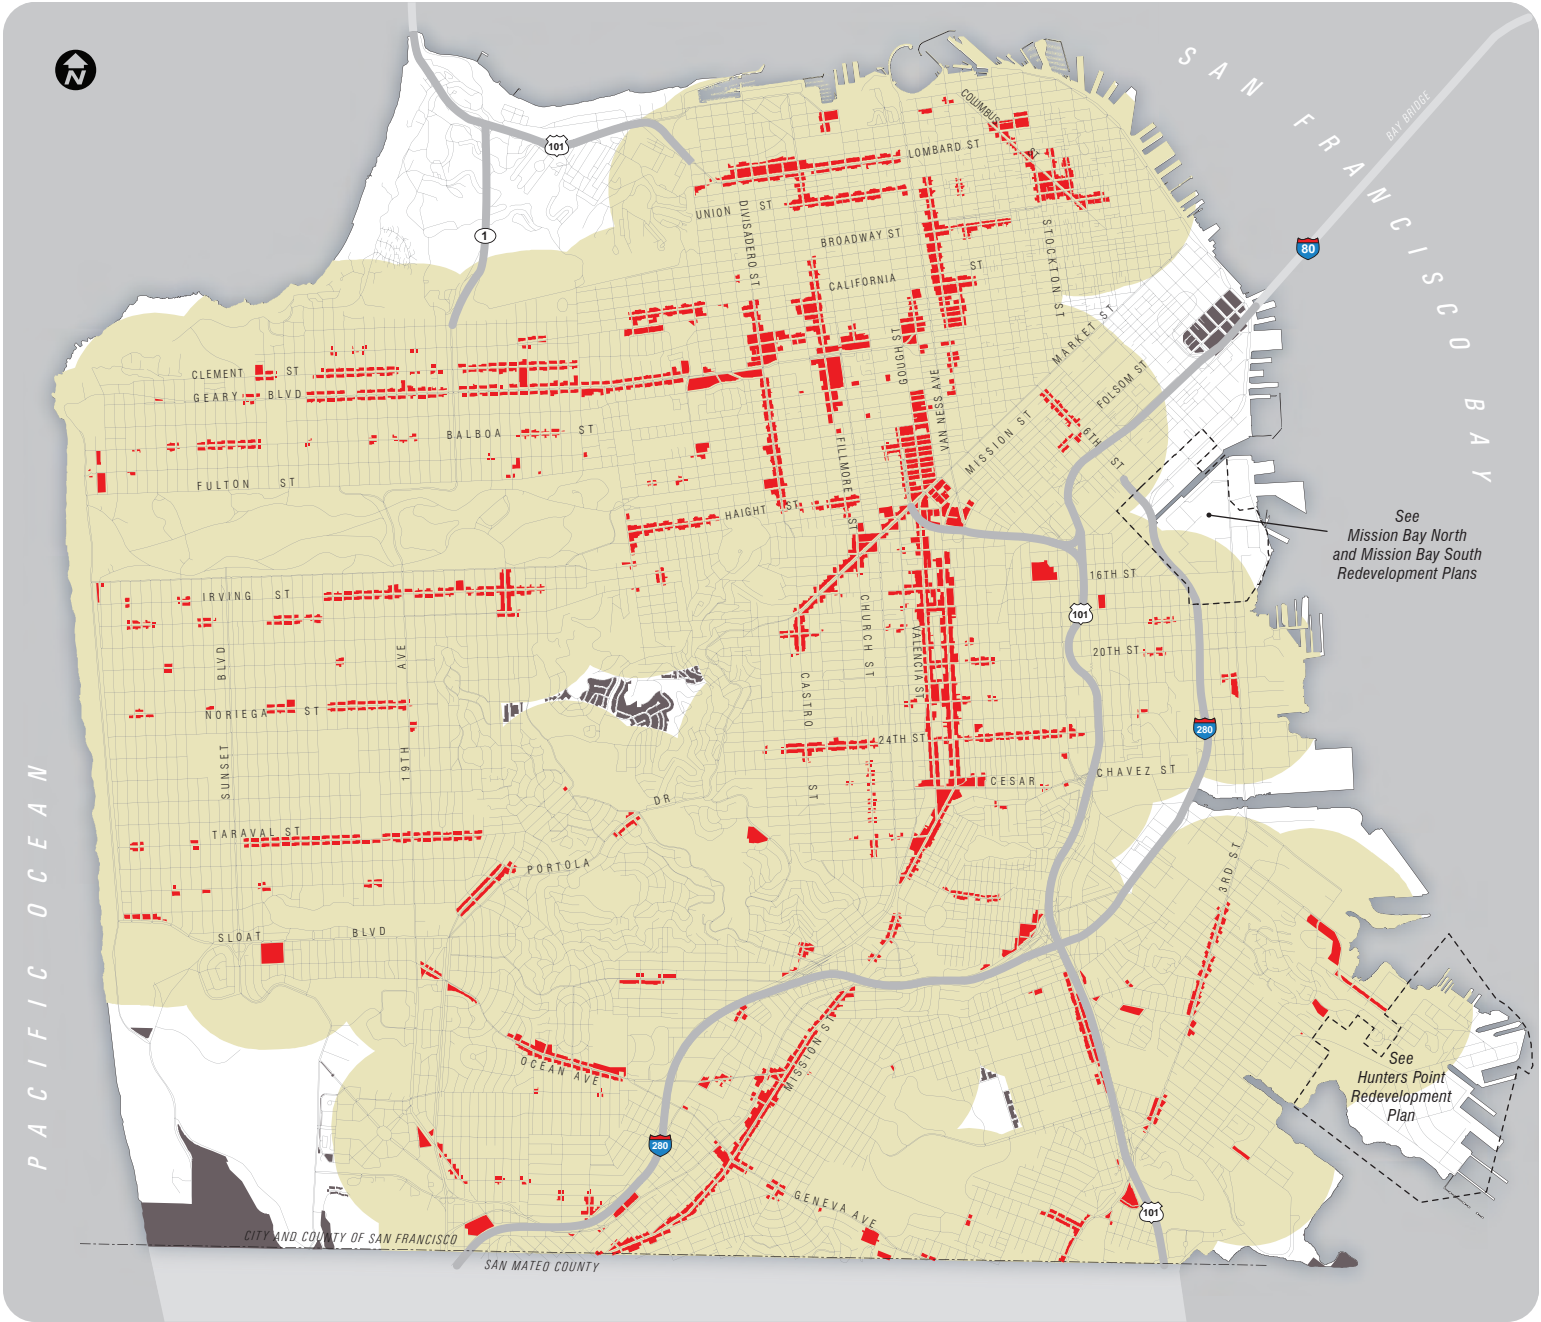 N
SAN FRANCISCO BAY
BAY BRIDGE
101
1
80
COLUMBUS
ST
LOMBARD ST
UNION ST
DIVISADERO ST
BROADWAY ST
STOCKTON ST
CALIFORNIA ST
MARKET ST
GOUGH ST
VAN NESS AVE
FOLSOM ST
CLEMENT ST
GEARY BLVD
BALBOA ST
FULTON ST
FILLMORE ST
MISSION ST
6TH ST
HAIGHT ST
See
Mission Bay North
and Mission Bay South
Redevelopment Plans
16TH ST
101
IRVING ST
CHURCH ST
VALENCIA ST
20TH ST
SUNSET BLVD
19TH AVE
CASTRO ST
NORIEGA ST
280
24TH ST
CESAR CHAVEZ ST
PORTOLA DR
TARAVAL ST
3RD ST
SLOAT BLVD
PACIFIC OCEAN
OCEAN AVE
MISSION ST
See
Hunters Point
Redevelopment
Plan
280
GENEVA AVE
101
CITY AND COUNTY OF SAN FRANCISCO
SAN MATEO COUNTY